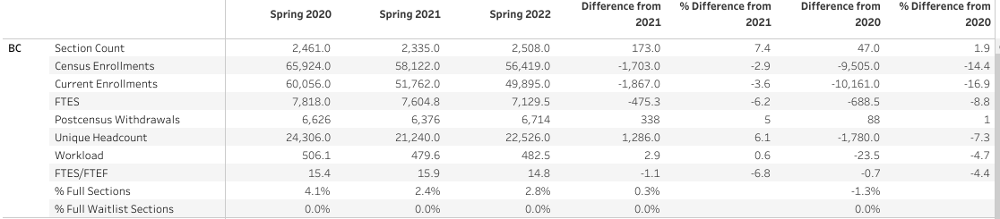 Spring 2020 Spring 2021 Spring 2022 Difference from 2021 % Difference from 2021 Difference from 2020 % Difference from 2020
BC Section Count 2,461.0 2,335.0 2,508.0 173.0 7.4 47.0 1.9
Census Enrollments 65,924.0 58,122.0 56,419.0 -1,703.0 -2.9 -9,505.0 -14.4
Current Enrollments 60,056.0 51,762.0 49,895.0 -1,867.0 -3.6 -10,161.0 -16.9
FTES 7,818.0 7,604.8 7,129.5 -475.3 -6.2 -688.5 -8.8
Postcensus Withdrawals 6,626 6,376 6,714 338 5 88 1
Unique Headcount 24,306.0 21,240.0 22,526.0 1,286.0 6.1 -1,780.0 -7.3
Workload 506.1 479.6 482.5 2.9 0.6 -23.5 -4.7
FTES/FTEF 15.4 15.9 14.8 -1.1 -6.8 -0.7 -4.4
% Full Sections 4.1% 2.4% 2.8% 0.3% -1.3%
% Full Waitlist Sections 0.0% 0.0% 0.0% 0.0% 0.0%